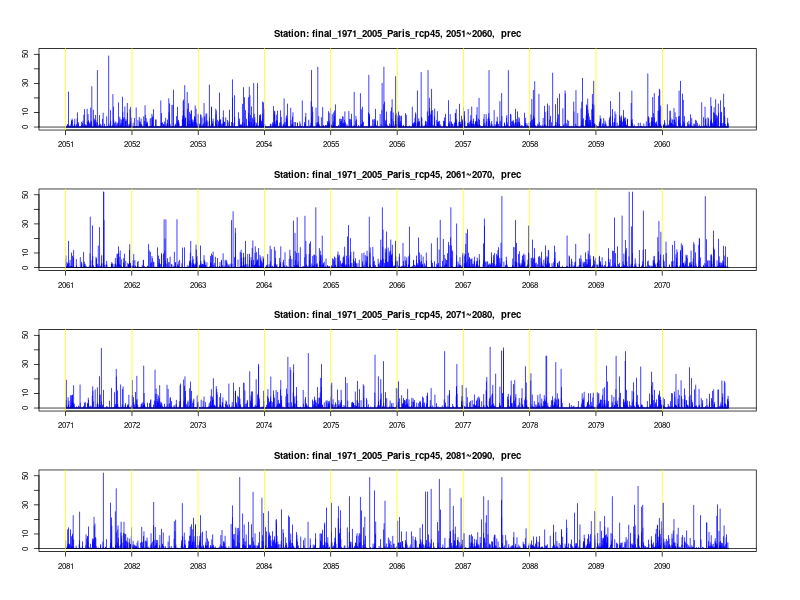 Station: final_1971_2005_Paris_rcp45, 2051~2060, prec
50
30
10
0
2051 2052 2053 2054 2055 2056 2057 2058 2059 2060
Station: final_1971_2005_Paris_rcp45, 2061~2070, prec
50
30
10
0
2061 2062 2063 2064 2065 2066 2067 2068 2069 2070
Station: final_1971_2005_Paris_rcp45, 2071~2080, prec
50
30
10
0
2071 2072 2073 2074 2075 2076 2077 2078 2079 2080
Station: final_1971_2005_Paris_rcp45, 2081~2090, prec
50
30
10
0
2081 2082 2083 2084 2085 2086 2087 2088 2089 2090